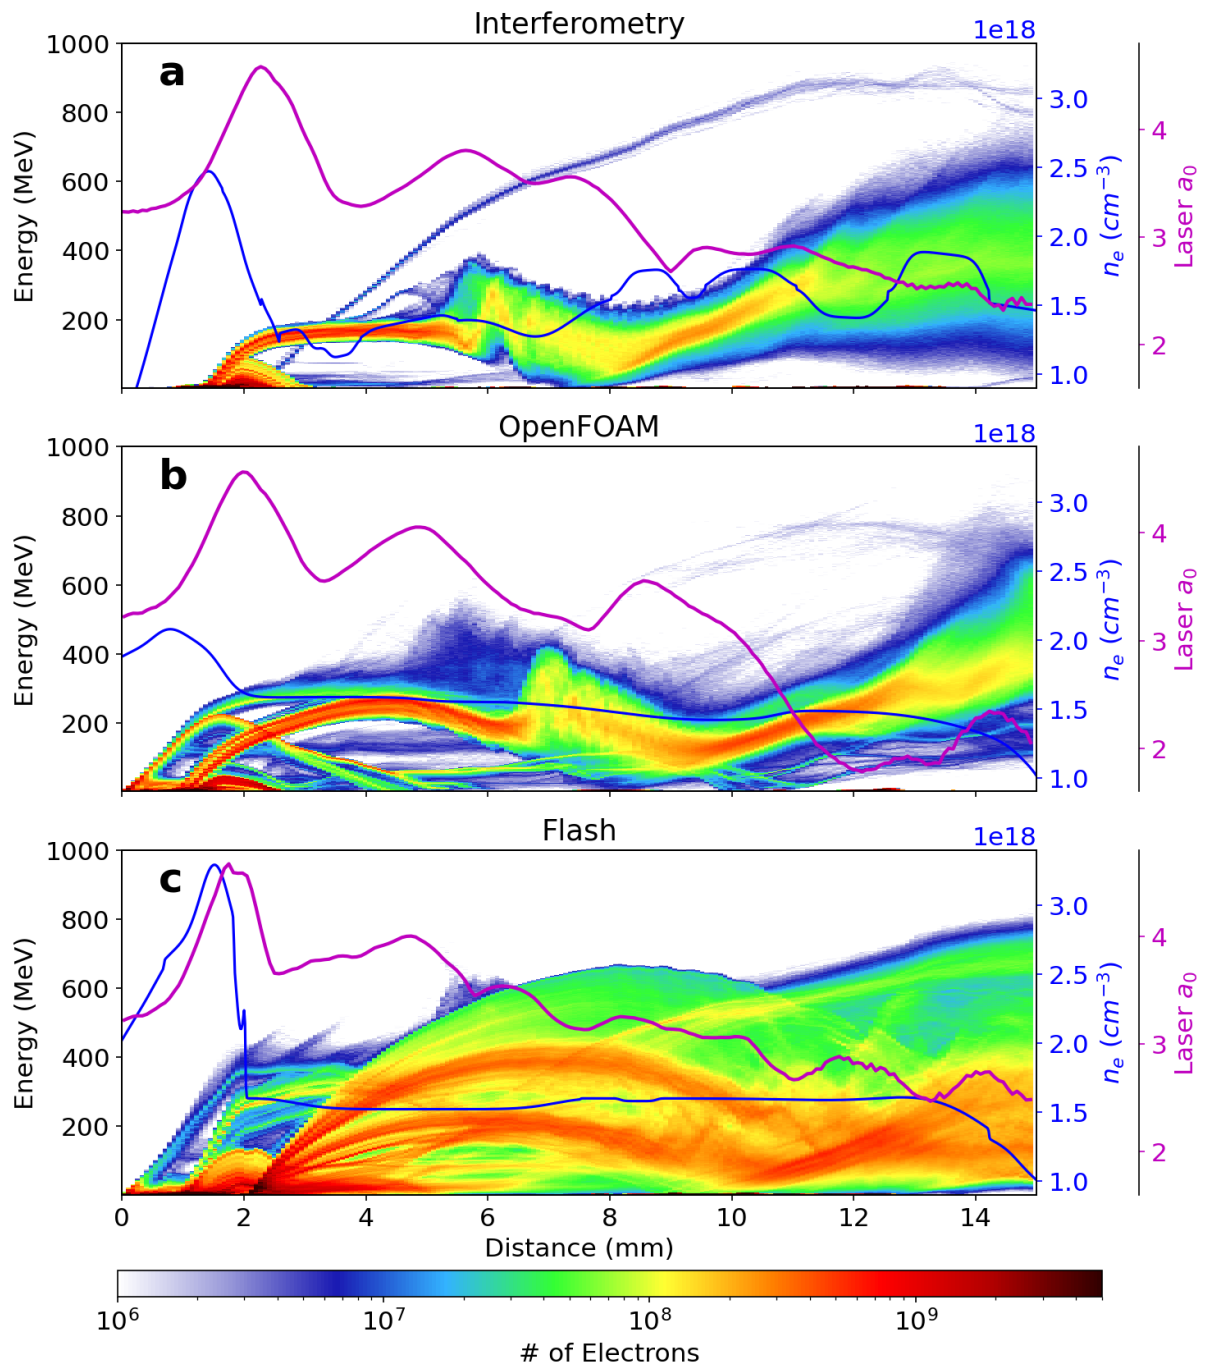 Interferometry
1e18
a
1000
800
600
400
200
Energy (MeV)
3.0
2.5
2.0
1.5
1.0
n_e (cm^{-3})
4
3
2
Laser a_0
OpenFOAM
1e18
b
1000
800
600
400
200
Energy (MeV)
3.0
2.5
2.0
1.5
1.0
n_e (cm^{-3})
4
3
2
Laser a_0
Flash
1e18
c
1000
800
600
400
200
Energy (MeV)
3.0
2.5
2.0
1.5
1.0
n_e (cm^{-3})
4
3
2
Laser a_0
0 2 4 6 8 10 12 14
Distance (mm)
10^6 10^7 10^8 10^9
# of Electrons